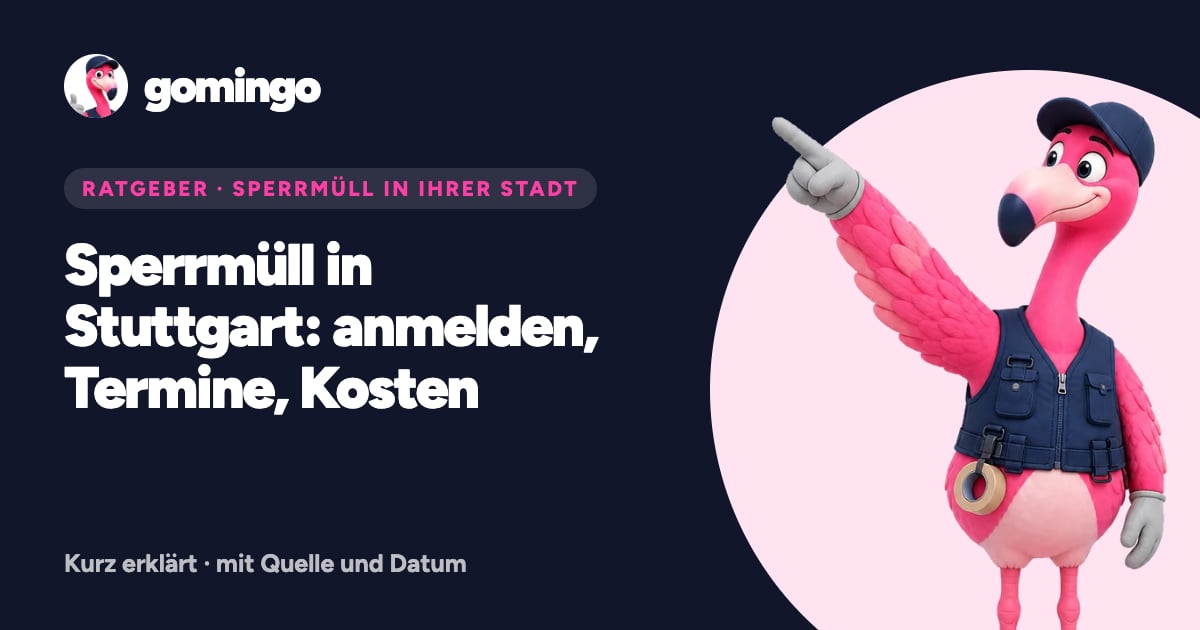 gomingo
RATGEBER · SPERRMÜLL IN IHRER STADT
Sperrmüll in
Stuttgart: anmelden,
Termine, Kosten
Kurz erklärt · mit Quelle und Datum